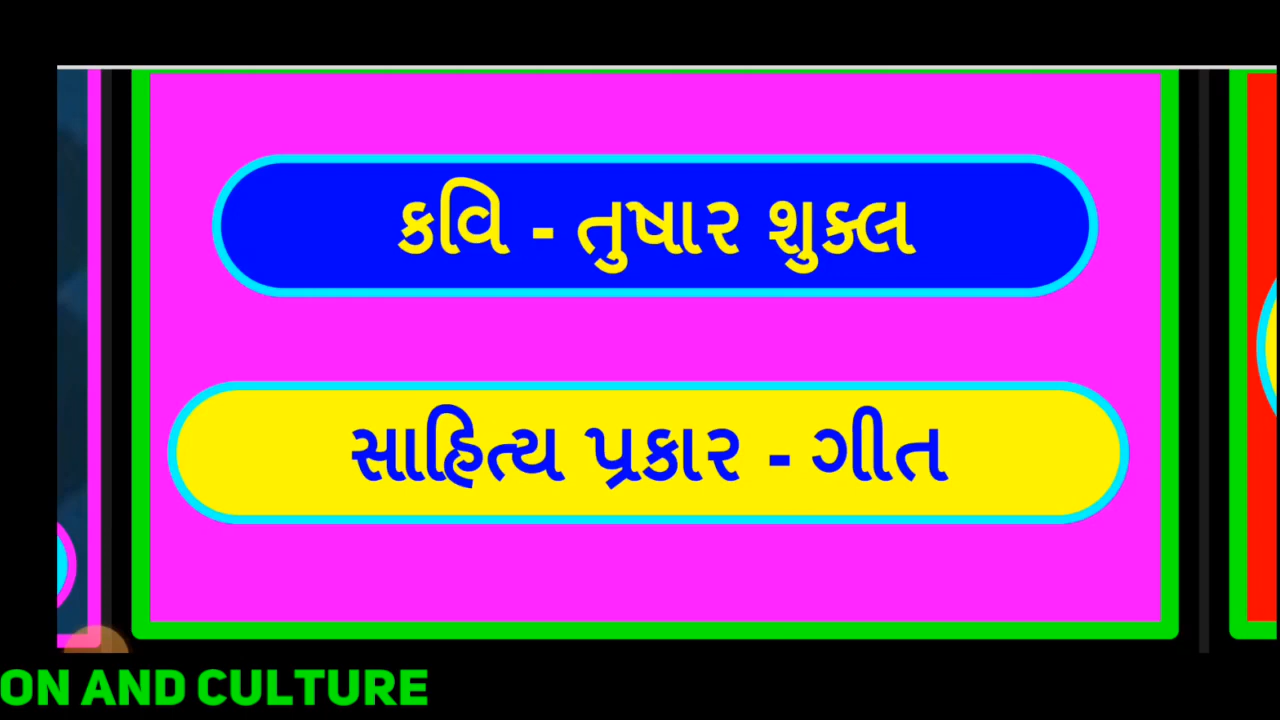 કવિ - તુષાર શુક્લ
સાહિત્ય પ્રકાર - ગીત
ON AND CULTURE